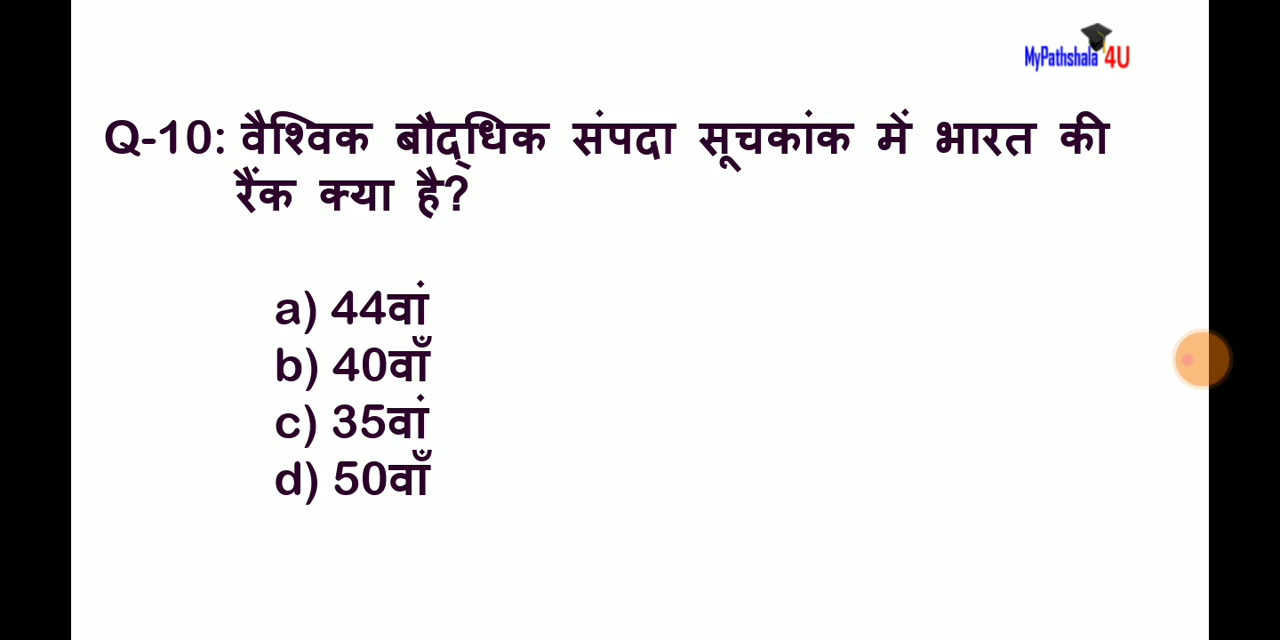 MyPathshala 4U
Q-10: वैश्विक बौद्धिक संपदा सूचकांक में भारत की
रैंक क्या है?
a) 44वां
b) 40वाँ
c) 35वां
d) 50वाँ